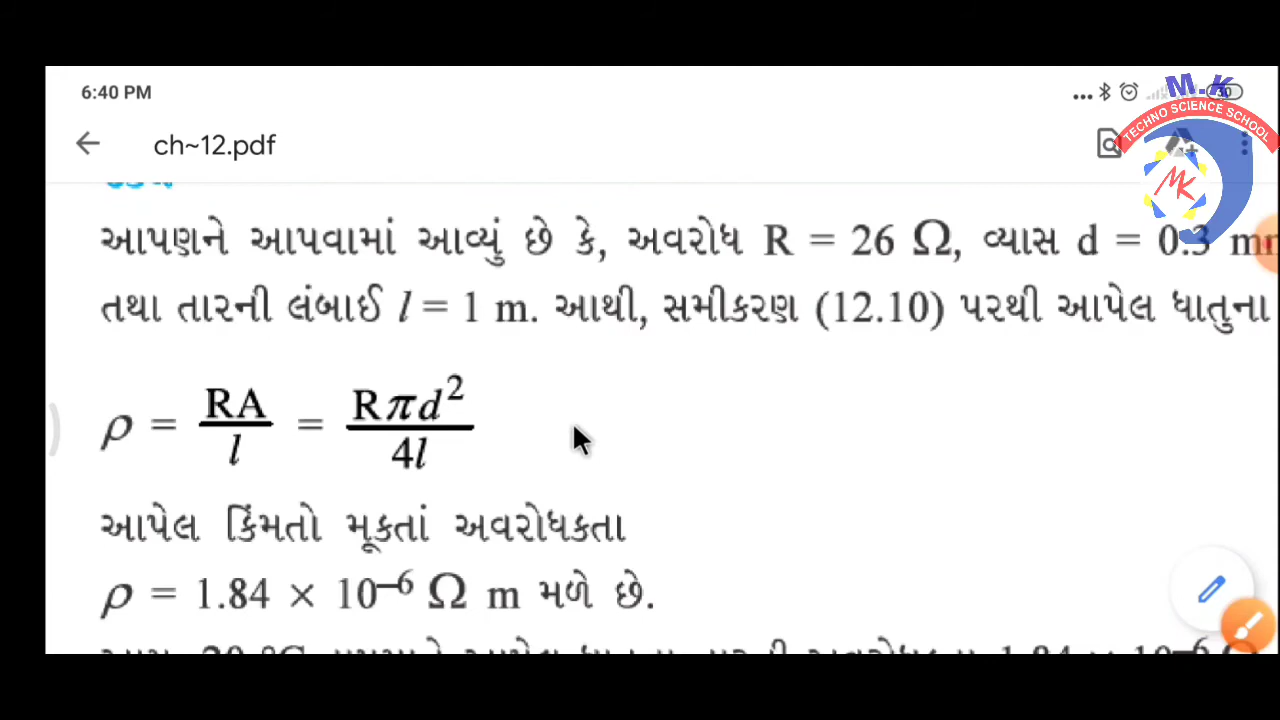 6:40 PM
30
M.K
TECHNO SCIENCE SCHOOL
MK
ch~12.pdf
આપણને આપવામાં આવ્યું છે કે, અવરોધ R = 26 Ω, વ્યાસ d = 0.3
તથા તારની લંબાઈ l = 1 m. આથી, સમીકરણ (12.10) પરથી આપેલ ધાતુના
ρ = RA/l = Rπd²/4l
આપેલ કિંમતો મૂકતાં અવરોધકતા
ρ = 1.84 × 10⁻⁶ Ω m મળે છે.